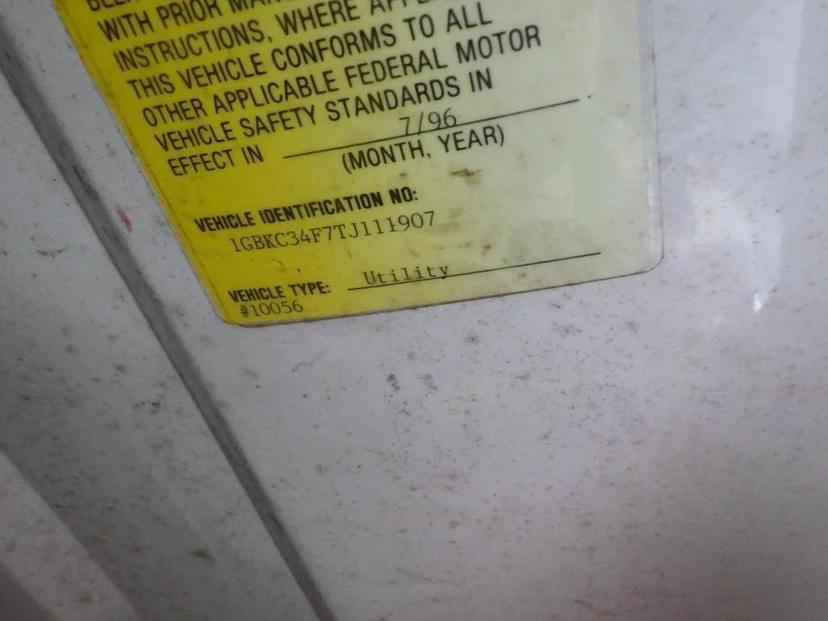 WITH PRIOR
INSTRUCTIONS, WHERE
THIS VEHICLE CONFORMS TO ALL
OTHER APPLICABLE FEDERAL MOTOR
VEHICLE SAFETY STANDARDS IN
EFFECT IN 7/96
(MONTH, YEAR)
VEHICLE IDENTIFICATION NO:
1GBKC34F7TJ111907
VEHICLE TYPE: Utility
#10056